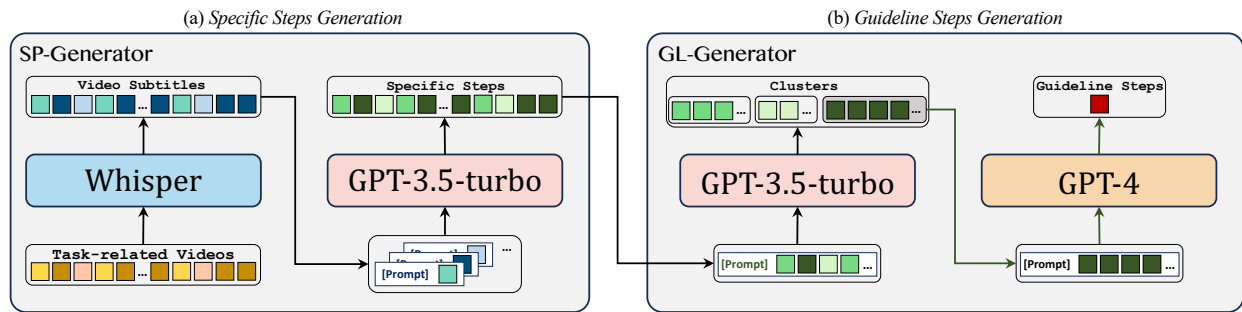 (a) Specific Steps Generation
(b) Guideline Steps Generation
SP-Generator
Video Subtitles
...
Specific Steps
...
Whisper
GPT-3.5-turbo
Task-related Videos
...
[Prompt]
[Prompt]
[Prompt]
...
GL-Generator
Clusters
...
...
...
Guideline Steps
GPT-3.5-turbo
GPT-4
[Prompt]
...
[Prompt]
...